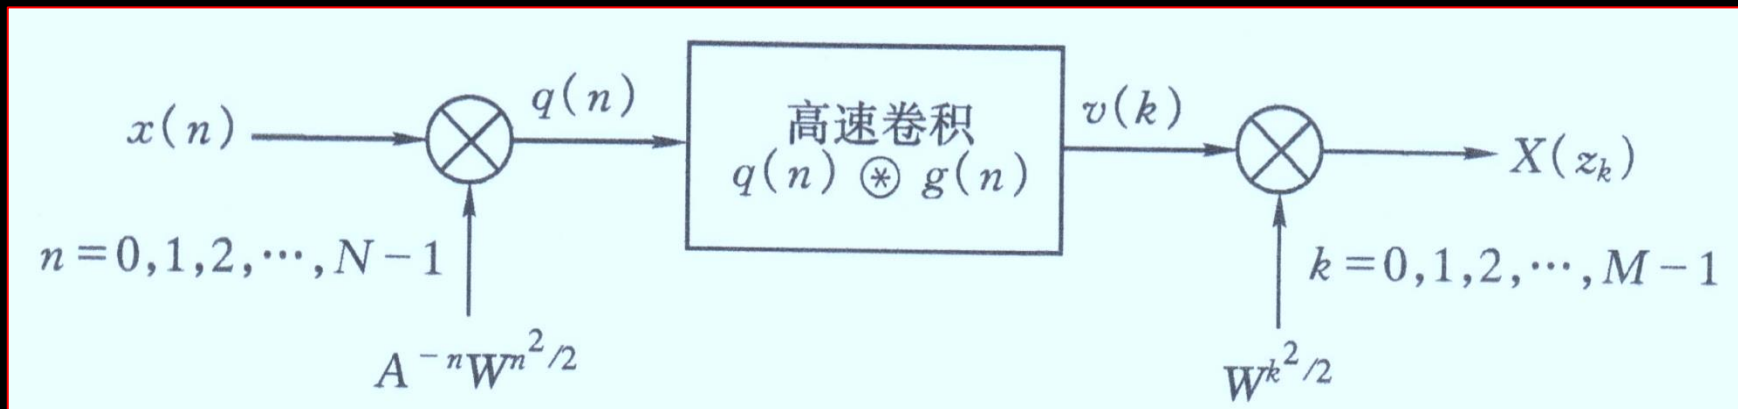 x(n)
q(n)
高速卷积
q(n) ⊛ g(n)
v(k)
X(z_k)
n=0,1,2,⋯,N-1
k=0,1,2,⋯,M-1
A^{-n}W^{n^2/2}
W^{k^2/2}